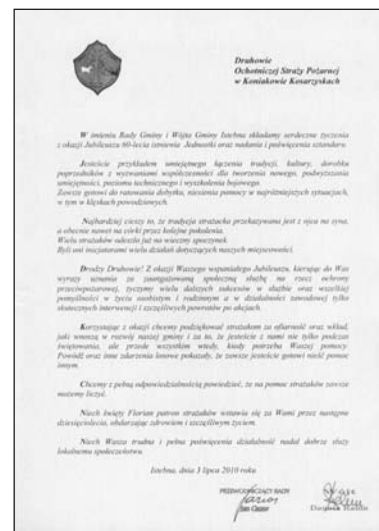 Druhowie
Ochotniczej Straży Pożarnej
w Koniakowie Kosarzyskach
W imieniu Rady Gminy i Wójta Gminy Istebna składamy serdeczne życzenia
z okazji Jubileuszu 60-lecia istnienia Jednostki oraz nadania i poświęcenia sztandaru.
Jesteście przykładem umiejętnego łączenia tradycji, kultury, dorobku
poprzedników z wyzwaniami współczesności dla tworzenia nowego, podwyższania
umiejętności, poziomu technicznego i wyszkolenia bojowego.
Zawsze gotowi do ratowania dobytku, niesienia pomocy w najróżniejszych sytuacjach,
w tym w klęskach powodziowych.
Najbardziej cieszy to, że tradycja strażacka przekazywana jest z ojca na syna,
a obecnie nawet na córki przez kolejne pokolenia.
Wielu strażaków odeszło już na wieczny spoczynek.
Byli oni inicjatorami wielu działań dotyczących naszych miejscowości.
Drodzy Druhowie! Z okazji Waszego wspaniałego Jubileuszu, kierując do Was
wyrazy uznania za zaangażowaną społeczną służbę na rzecz ochrony
przeciwpożarowej, życzymy wielu dalszych sukcesów w służbie oraz wszelkiej
pomyślności w życiu osobistym i rodzinnym a w działalności zawodowej tylko
skutecznych interwencji i szczęśliwych powrotów po akcjach.
Korzystając z okazji chcemy podziękować strażakom za ofiarność oraz wkład,
jaki wnoszą w rozwój naszej gminy i za to, że jesteście z nami nie tylko podczas
świętowania, ale przede wszystkim wtedy, kiedy potrzeba Waszej pomocy.
Powódź oraz inne zdarzenia losowe pokazały, że zawsze jesteście gotowi nieść pomoc
innym.
Chcemy z pełną odpowiedzialnością powiedzieć, że na pomoc strażaków zawsze
możemy liczyć.
Niech święty Florian patron strażaków wstawia się za Wami przez następne
dziesięciolecia, obdarzając zdrowiem i szczęśliwym życiem.
Niech Wasza trudna i pełna poświęcenia działalność nadal dobrze służy
lokalnemu społeczeństwu.
Istebna, dnia 3 lipca 2010 roku
PRZEWODNICZĄCY RADY
Jan Gazur
Danuta Rabin